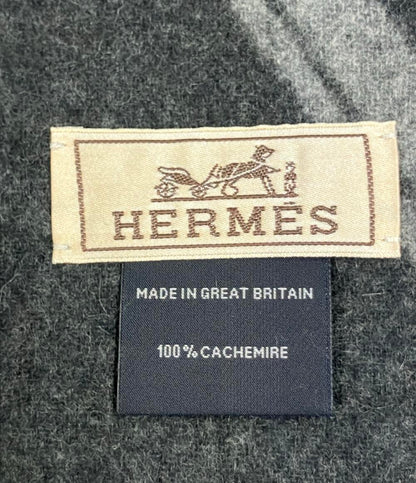 HERMÈS
MADE IN GREAT BRITAIN
100% CACHEMIRE